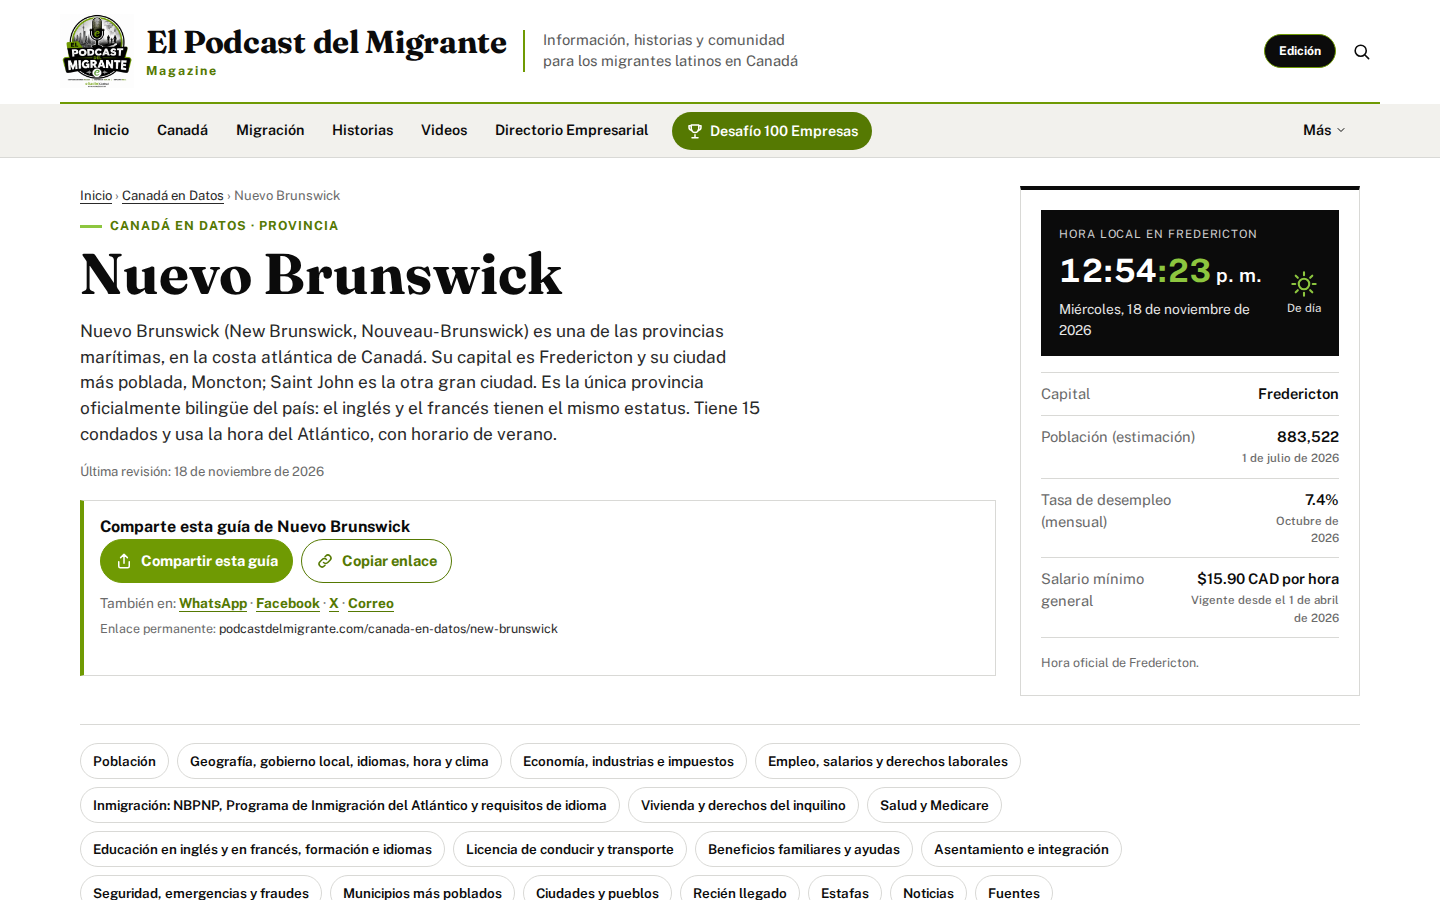 EL
PODCAST
DEL
MIGRANTE
El Podcast del Migrante
Magazine
Información, historias y comunidad
para los migrantes latinos en Canadá
Edición
Inicio
Canadá
Migración
Historias
Videos
Directorio Empresarial
Desafío 100 Empresas
Más
Inicio › Canadá en Datos › Nuevo Brunswick
CANADÁ EN DATOS · PROVINCIA
Nuevo Brunswick
Nuevo Brunswick (New Brunswick, Nouveau-Brunswick) es una de las provincias
marítimas, en la costa atlántica de Canadá. Su capital es Fredericton y su ciudad
más poblada, Moncton; Saint John es la otra gran ciudad. Es la única provincia
oficialmente bilingüe del país: el inglés y el francés tienen el mismo estatus. Tiene 15
condados y usa la hora del Atlántico, con horario de verano.
Última revisión: 18 de noviembre de 2026
Comparte esta guía de Nuevo Brunswick
Compartir esta guía
Copiar enlace
También en: WhatsApp · Facebook · X · Correo
Enlace permanente: podcastdelmigrante.com/canada-en-datos/new-brunswick
HORA LOCAL EN FREDERICTON
12:54:23 p. m.
De día
Miércoles, 18 de noviembre de
2026
Capital
Fredericton
Población (estimación)
883,522
1 de julio de 2026
Tasa de desempleo
(mensual)
7.4%
Octubre de
2026
Salario mínimo
general
$15.90 CAD por hora
Vigente desde el 1 de abril
de 2026
Hora oficial de Fredericton.
Población
Geografía, gobierno local, idiomas, hora y clima
Economía, industrias e impuestos
Empleo, salarios y derechos laborales
Inmigración: NBPNP, Programa de Inmigración del Atlántico y requisitos de idioma
Vivienda y derechos del inquilino
Salud y Medicare
Educación en inglés y en francés, formación e idiomas
Licencia de conducir y transporte
Beneficios familiares y ayudas
Asentamiento e integración
Seguridad, emergencias y fraudes
Municipios más poblados
Ciudades y pueblos
Recién llegado
Estafas
Noticias
Fuentes